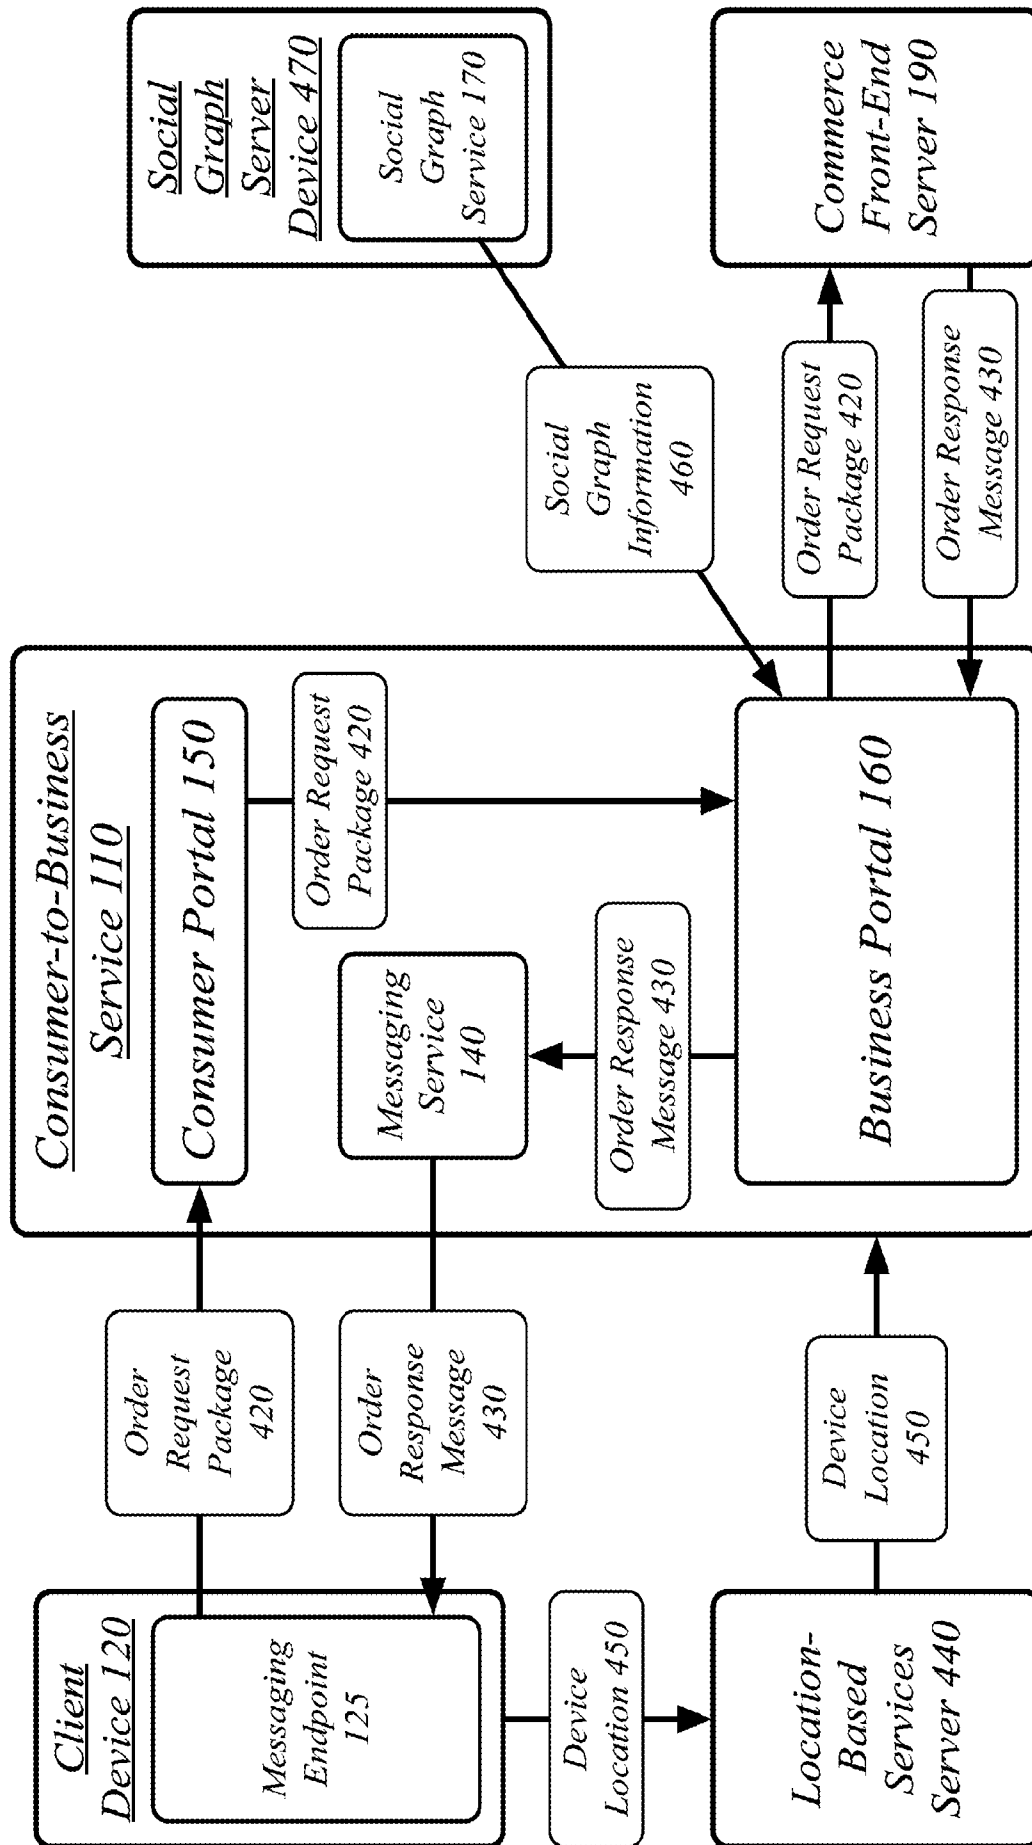 Client
Device 120
Messaging
Endpoint
125
Order
Request
Package
420
Order
Response
Message
430
Device
Location 450
Location-
Based
Services
Server 440
Device
Location
450
Consumer-to-Business
Service 110
Consumer Portal 150
Order Request
Package 420
Messaging
Service
140
Order Response
Message 430
Business Portal 160
Social
Graph
Information
460
Order Request
Package 420
Order Response
Message 430
Social
Graph
Server
Device 470
Social
Graph
Service 170
Commerce
Front-End
Server 190